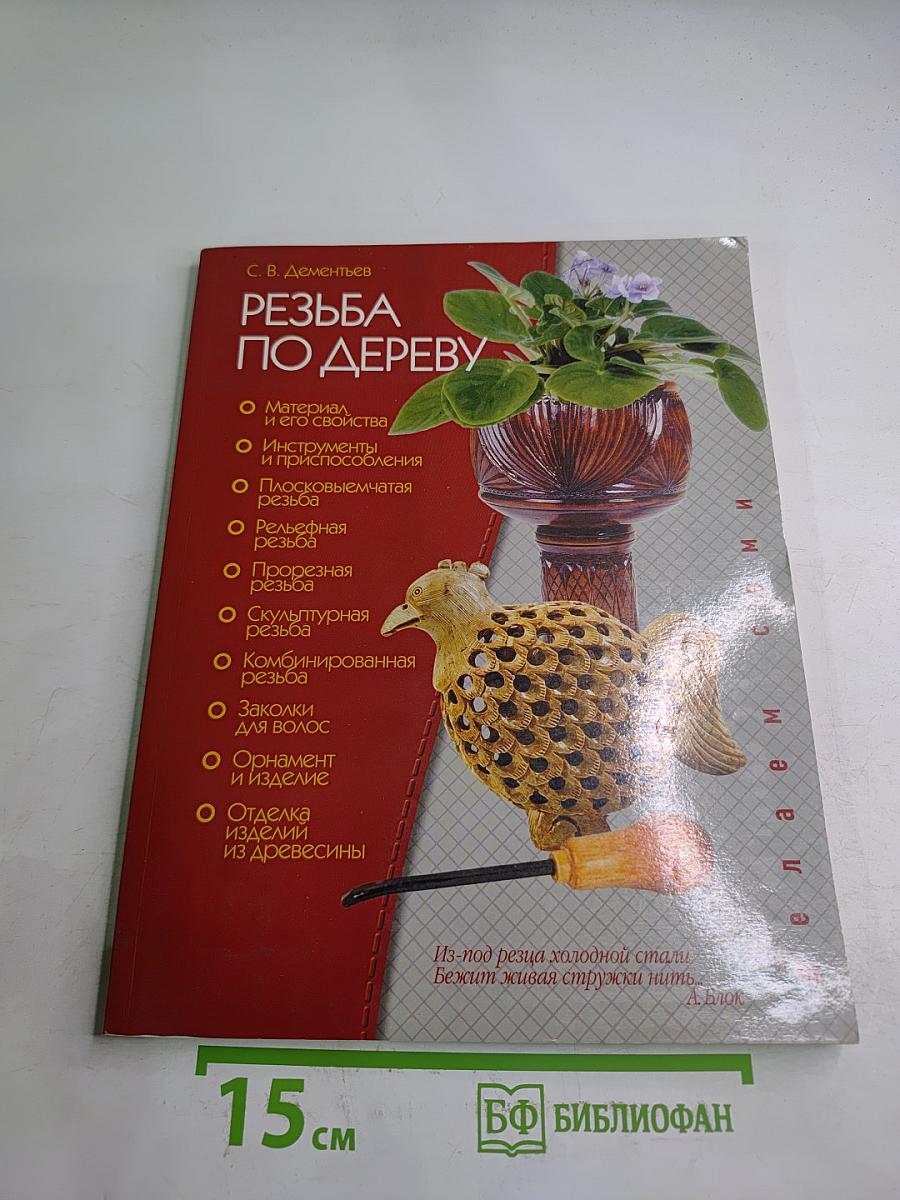 С. В. Дементьев
РЕЗЬБА
ПО ДЕРЕВУ
Материал
и его свойства
Инструменты
и приспособления
Плосковыемчатая
резьба
Рельефная
резьба
Прорезная
резьба
Скульптурная
резьба
Комбинированная
резьба
Заколки
для волос
Орнамент
и изделие
Отделка
изделий
из древесины
Делаем сами
Из-под резца холодной стали
Бежит живая стружки нить...
А. Блок
15 см
БФ БИБЛИОФАН